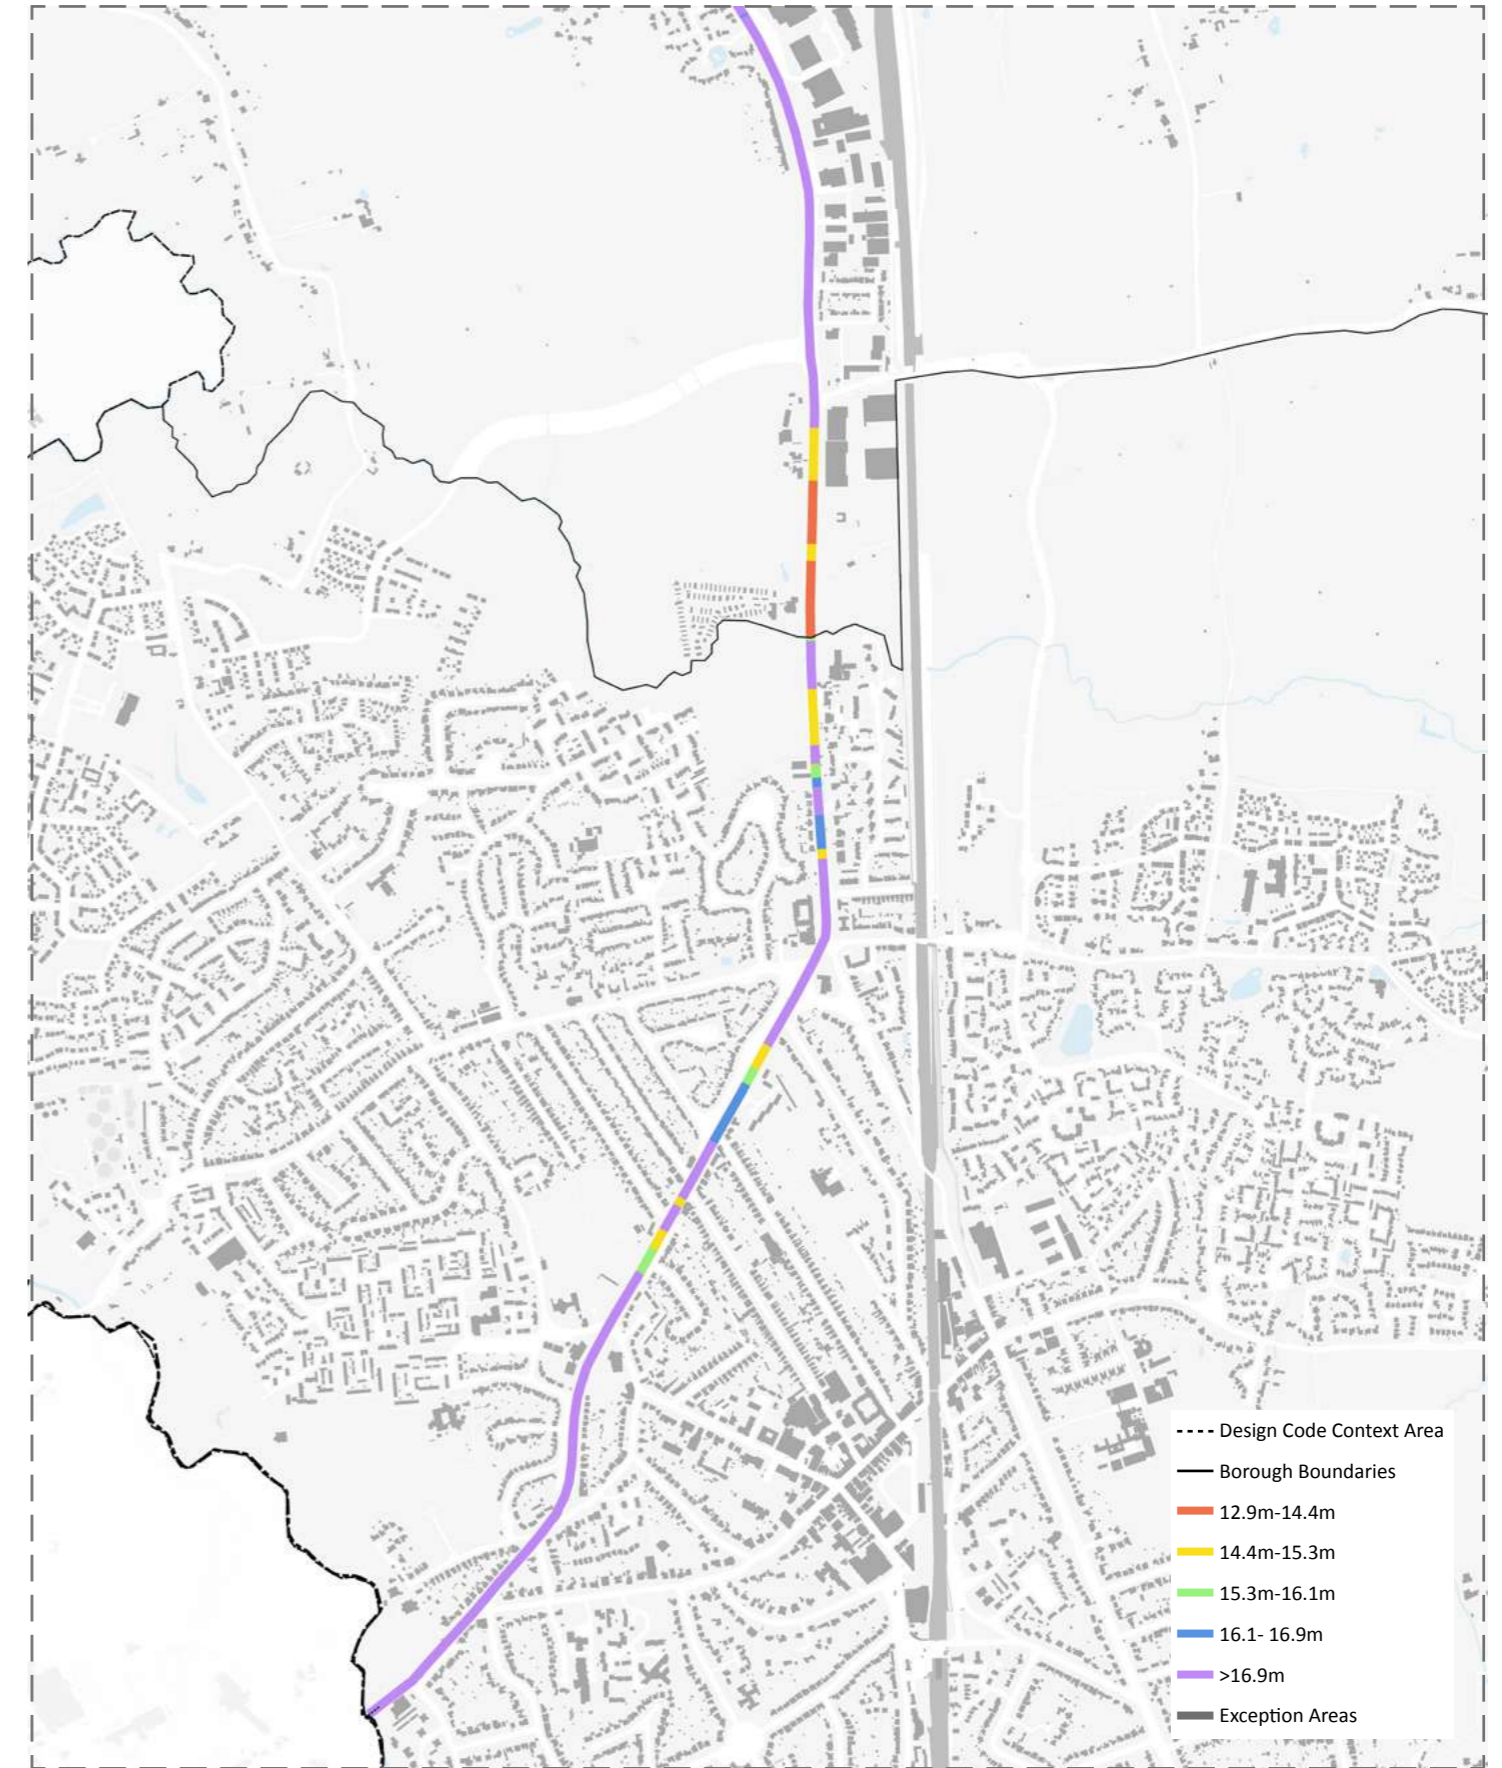 Design Code Context Area
Borough Boundaries
12.9m-14.4m
14.4m-15.3m
15.3m-16.1m
16.1- 16.9m
>16.9m
Exception Areas